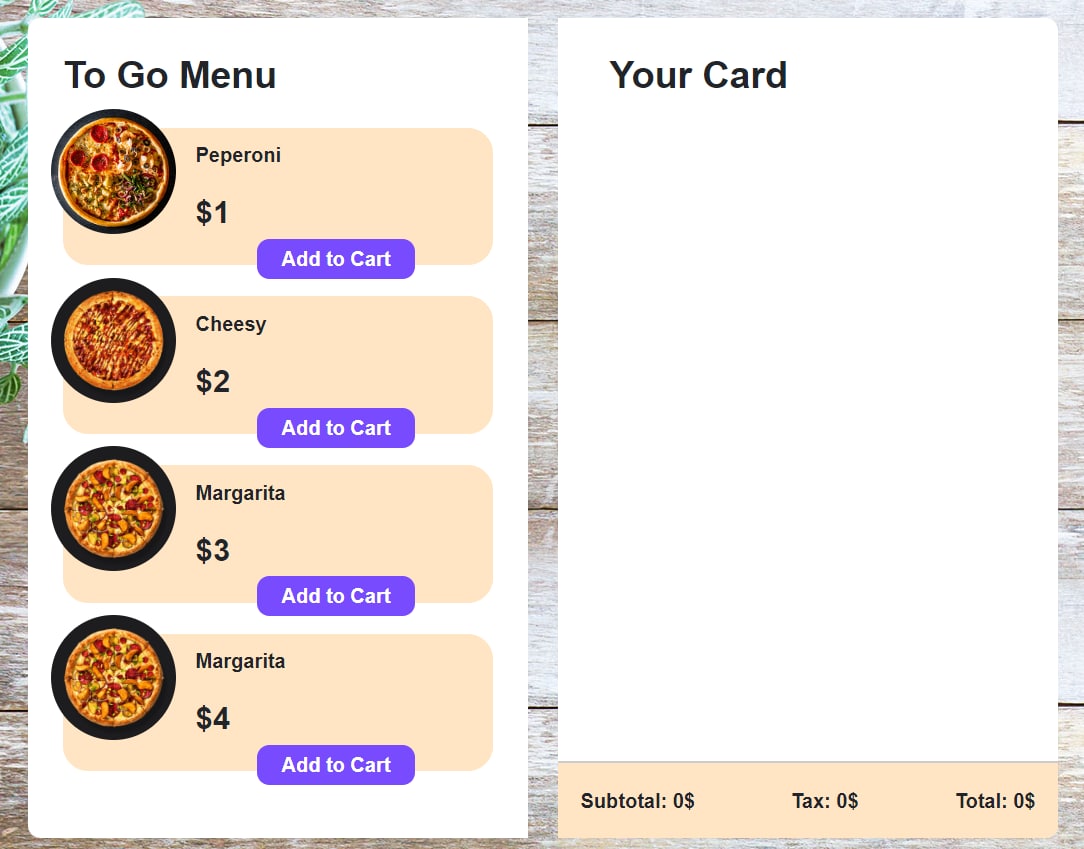 To Go Menu
Peperoni
$1
Add to Cart
Cheesy
$2
Add to Cart
Margarita
$3
Add to Cart
Margarita
$4
Add to Cart
Your Card
Subtotal: 0$ Tax: 0$ Total: 0$